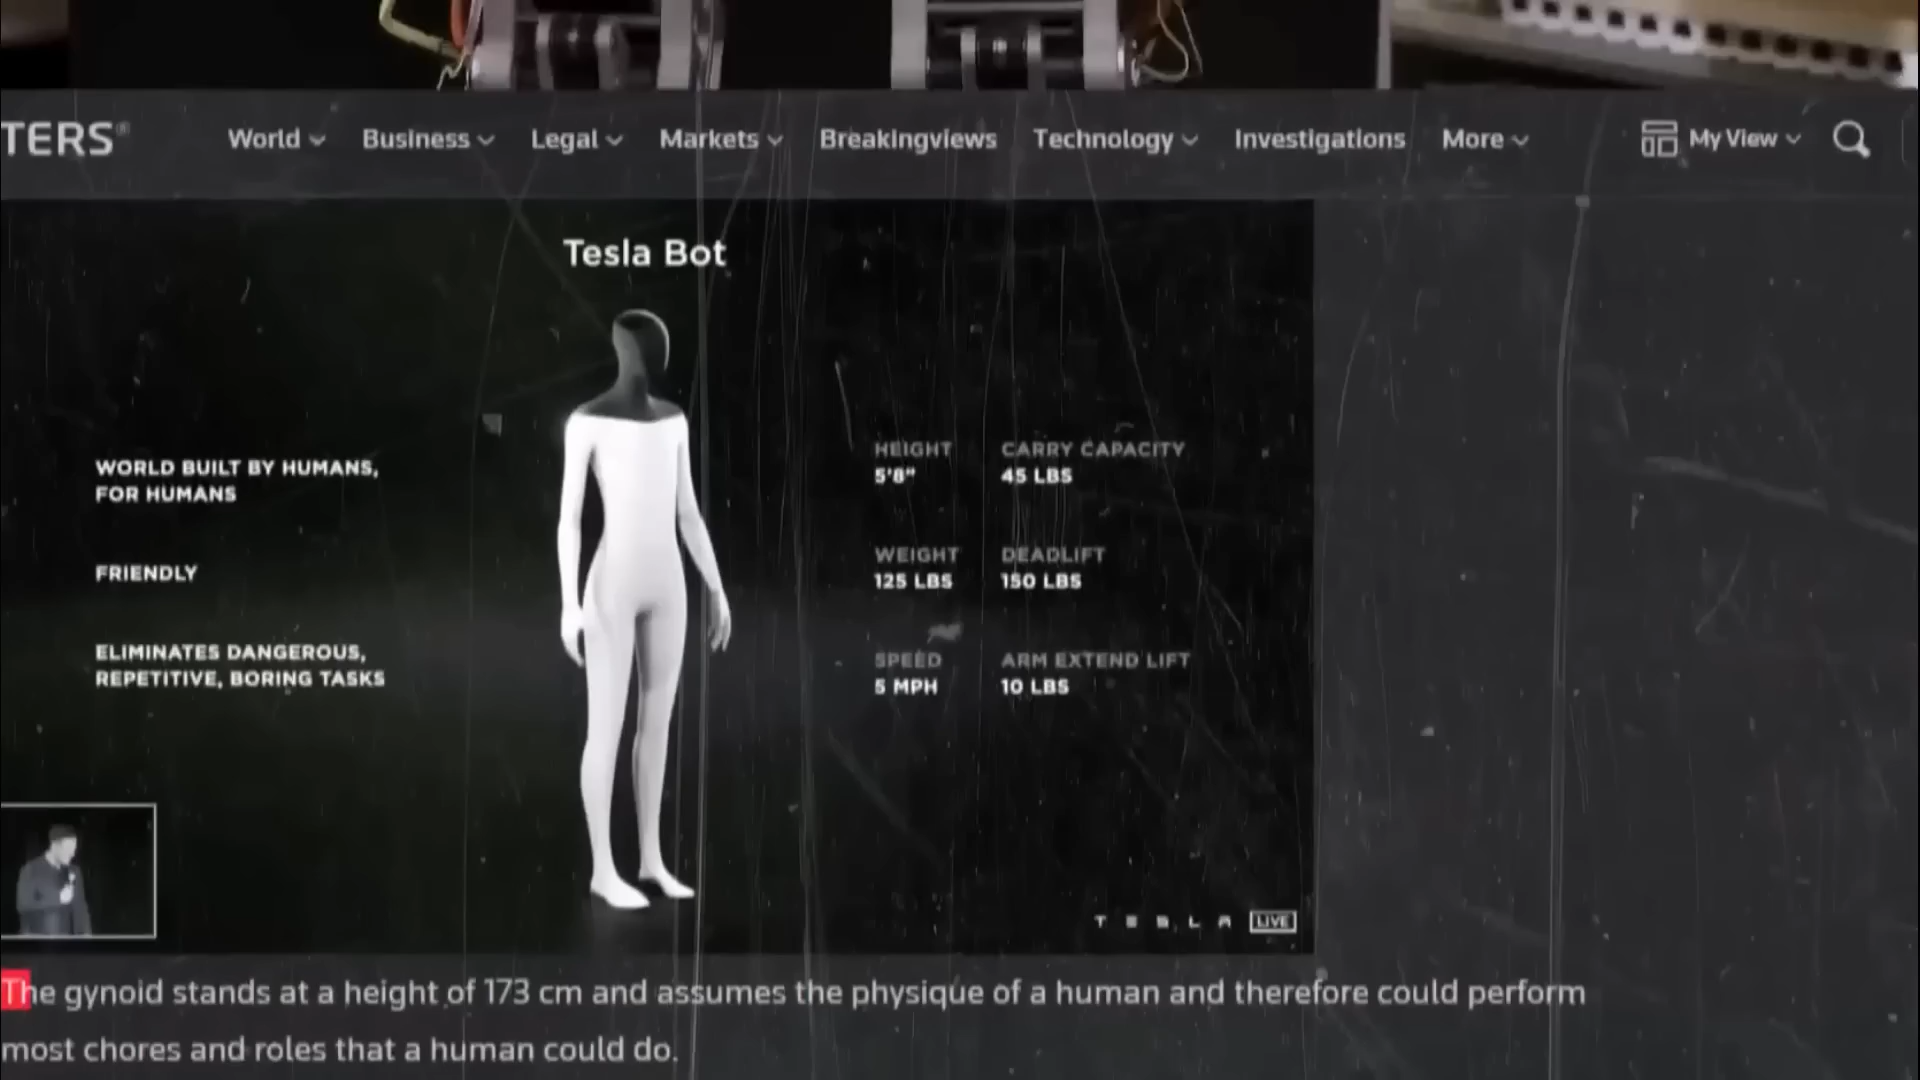 TERS®
World Business Legal Markets Breakingviews Technology Investigations More My View
Tesla Bot
WORLD BUILT BY HUMANS,
FOR HUMANS
FRIENDLY
ELIMINATES DANGEROUS,
REPETITIVE, BORING TASKS
HEIGHT
5'8"
CARRY CAPACITY
45 LBS
WEIGHT
125 LBS
DEADLIFT
150 LBS
SPEED
5 MPH
ARM EXTEND LIFT
10 LBS
TESLA LIVE
The gynoid stands at a height of 173 cm and assumes the physique of a human and therefore could perform
most chores and roles that a human could do.